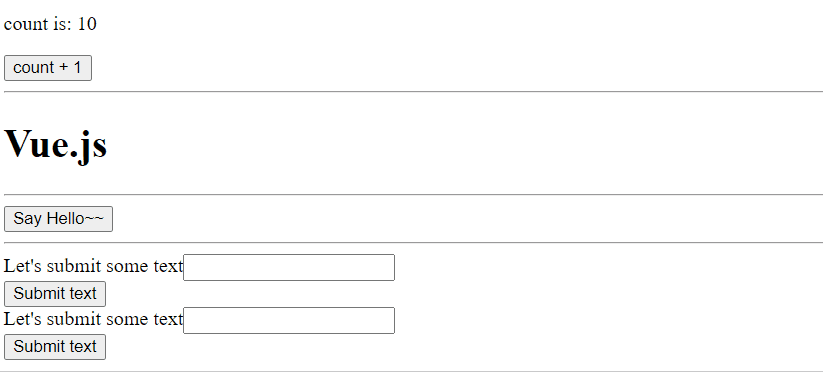 count is: 10
count + 1
Vue.js
Say Hello~~
Let's submit some text
Submit text
Let's submit some text
Submit text